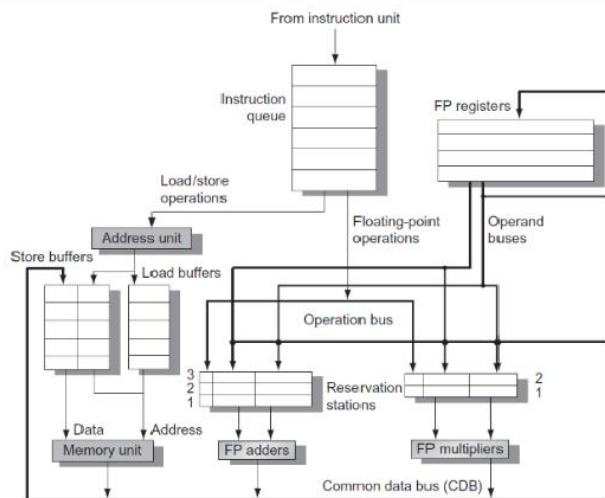 From instruction unit
Instruction
queue
FP registers
Load/store
operations
Address unit
Floating-point
operations
Operand
buses
Store buffers
Load buffers
Operation bus
3
2
1
Reservation
stations
2
1
Data
Address
Memory unit
FP adders
FP multipliers
Common data bus (CDB)